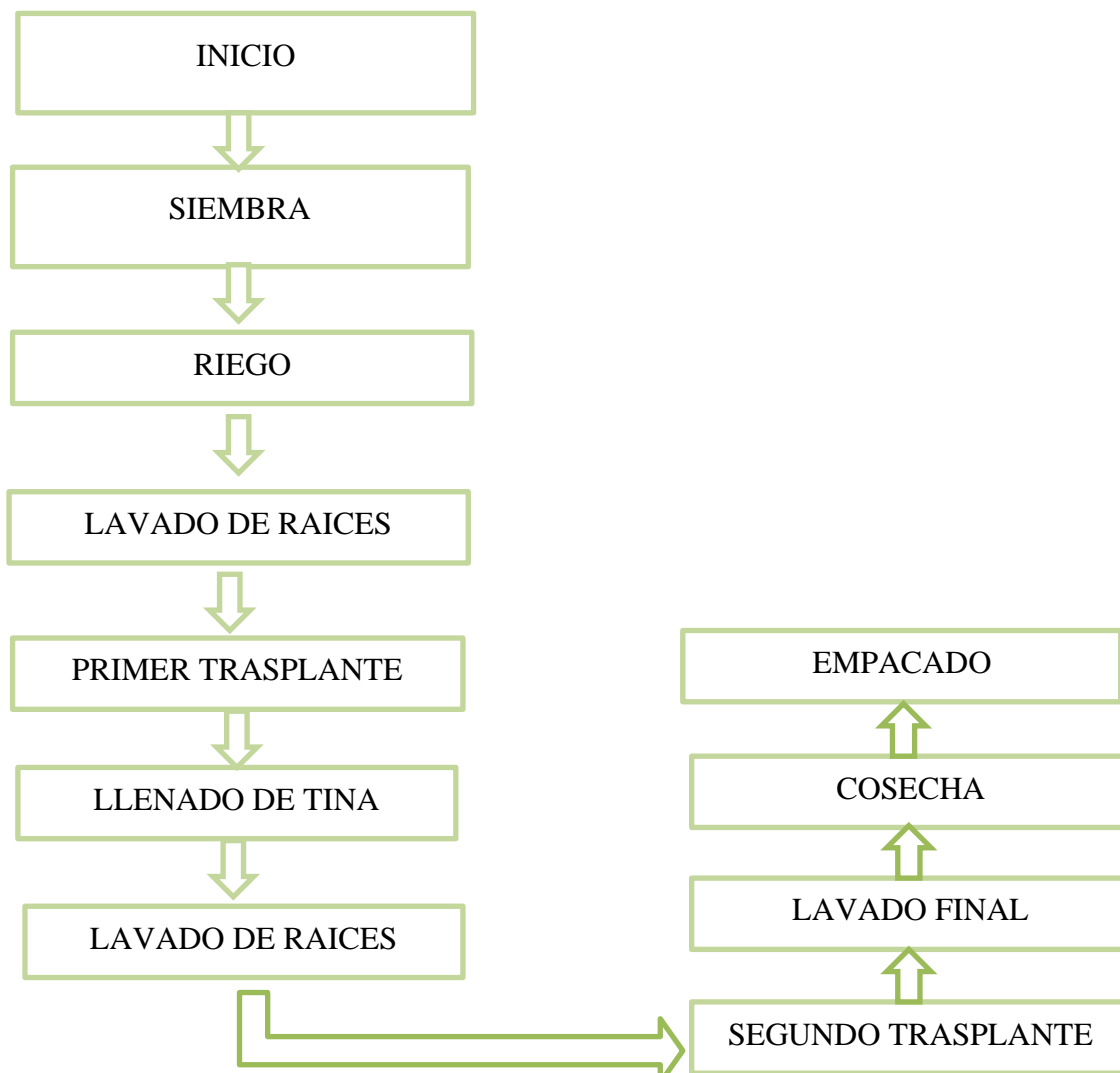 INICIO
SIEMBRA
RIEGO
LAVADO DE RAICES
PRIMER TRASPLANTE
LLENADO DE TINA
LAVADO DE RAICES
SEGUNDO TRASPLANTE
LAVADO FINAL
COSECHA
EMPACADO